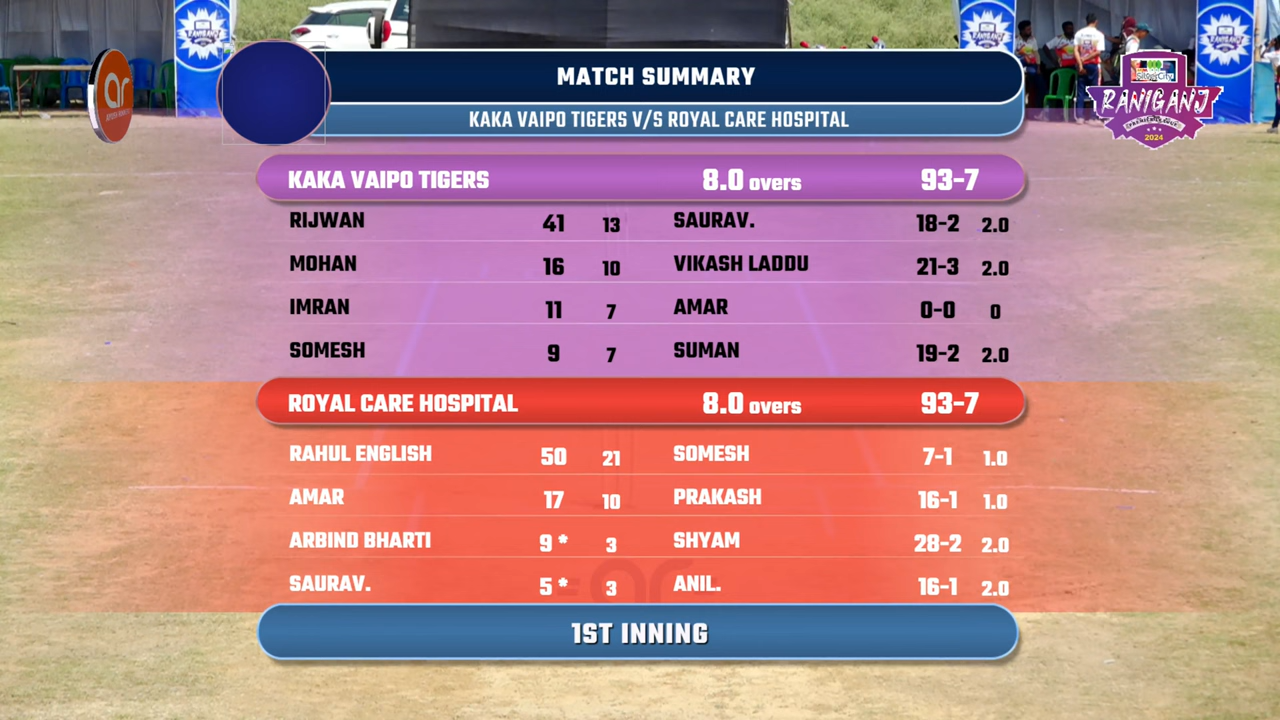 MATCH SUMMARY
KAKA VAIPO TIGERS V/S ROYAL CARE HOSPITAL
ar
RANIGANJ
2024
KAKA VAIPO TIGERS 8.0 overs 93-7
RIJWAN 41 13 SAURAV. 18-2 2.0
MOHAN 16 10 VIKASH LADDU 21-3 2.0
IMRAN 11 7 AMAR 0-0 0
SOMESH 9 7 SUMAN 19-2 2.0
ROYAL CARE HOSPITAL 8.0 overs 93-7
RAHUL ENGLISH 50 21 SOMESH 7-1 1.0
AMAR 17 10 PRAKASH 16-1 1.0
ARBIND BHARTI 9 * 3 SHYAM 28-2 2.0
SAURAV. 5 * 3 ANIL. 16-1 2.0
1ST INNING